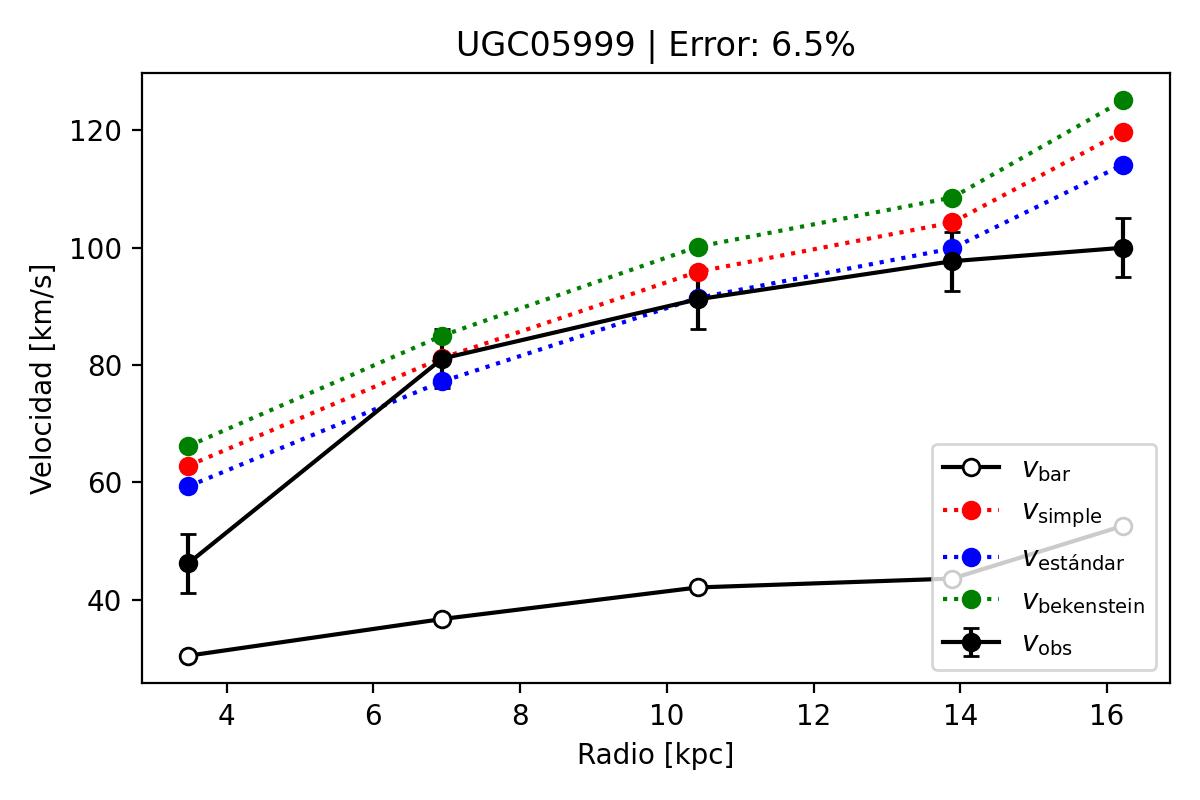 UGC05999 | Error: 6.5%
Velocidad [km/s]
120
100
80
60
40
v_bar
v_simple
v_estándar
v_bekenstein
v_obs
4 6 8 10 12 14 16
Radio [kpc]